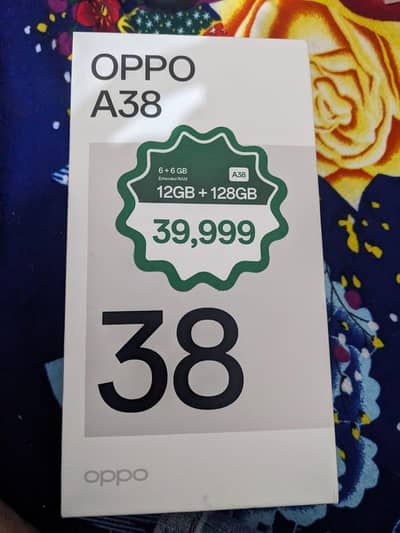 OPPO
A38
6 + 6 GB
Extended RAM
A38
12GB + 128GB
39,999
38
oppo